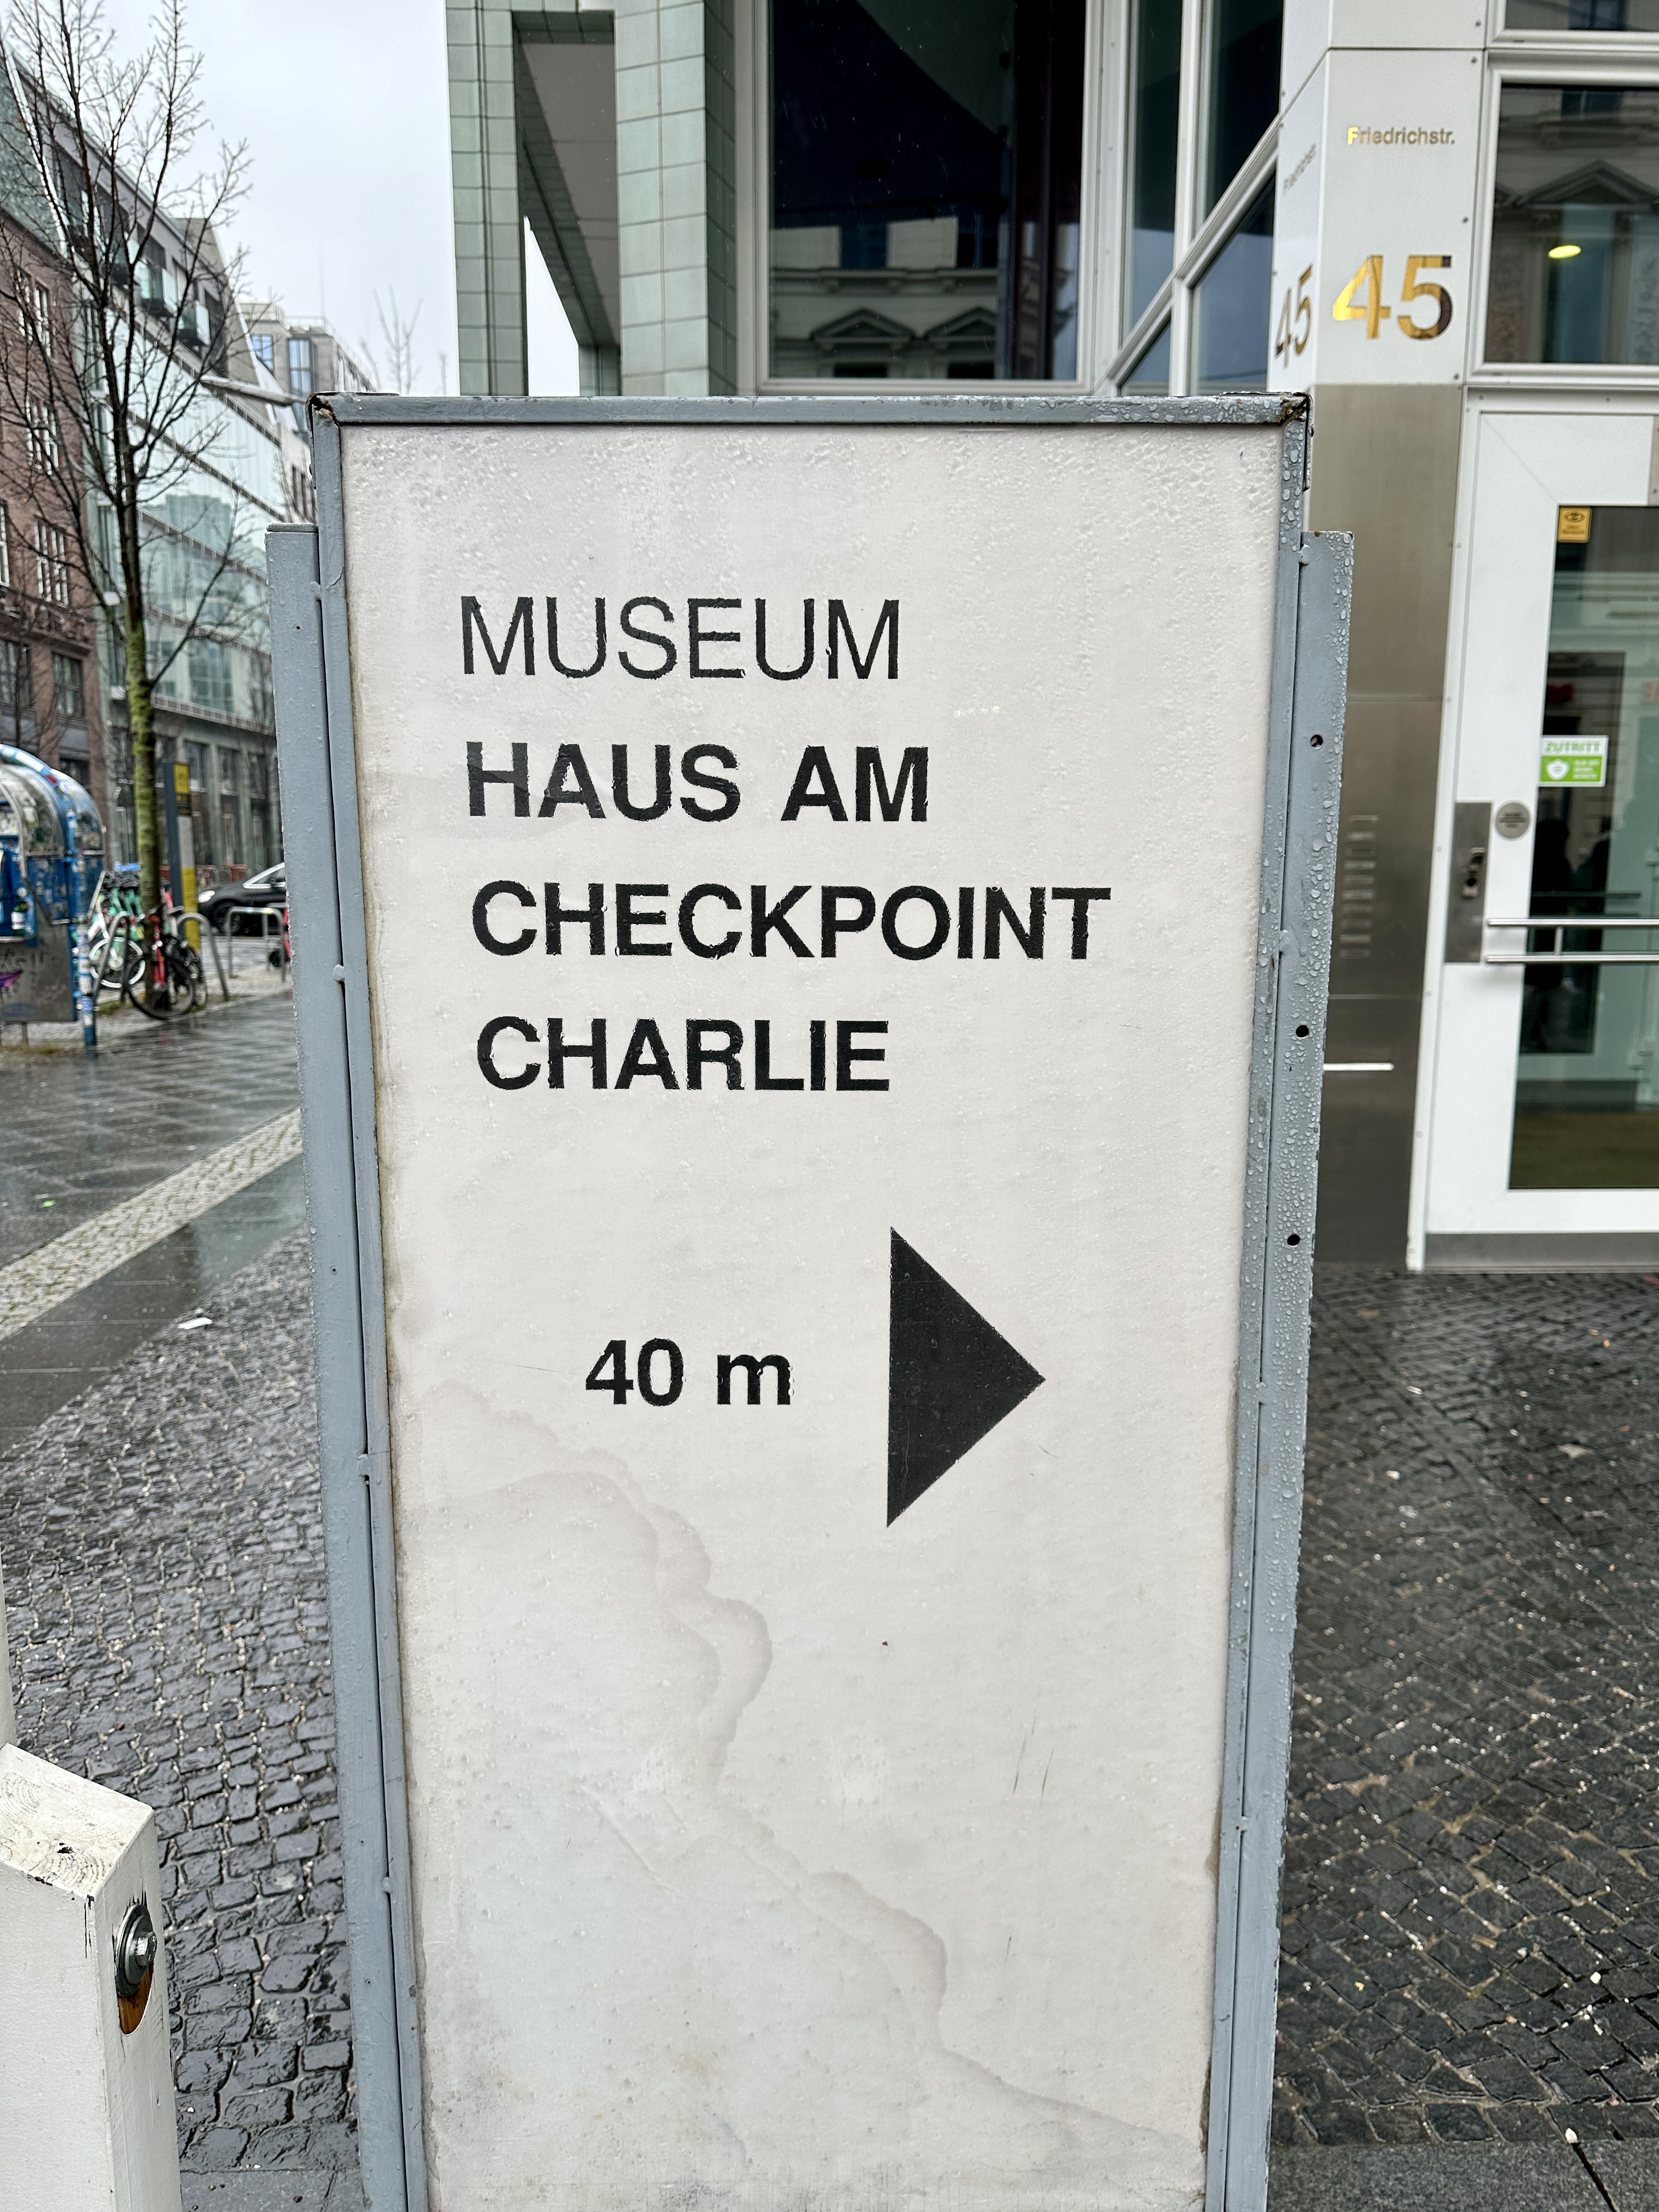 Friedrichstr.
45
45
MUSEUM
HAUS AM
CHECKPOINT
CHARLIE
40 m
ZUTRITT